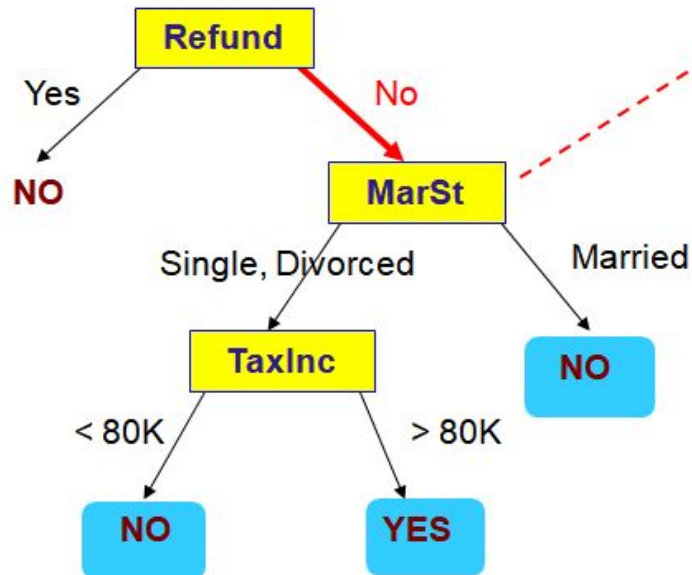 Refund
Yes
No
NO
MarSt
Single, Divorced
Married
TaxInc
NO
< 80K
> 80K
NO
YES